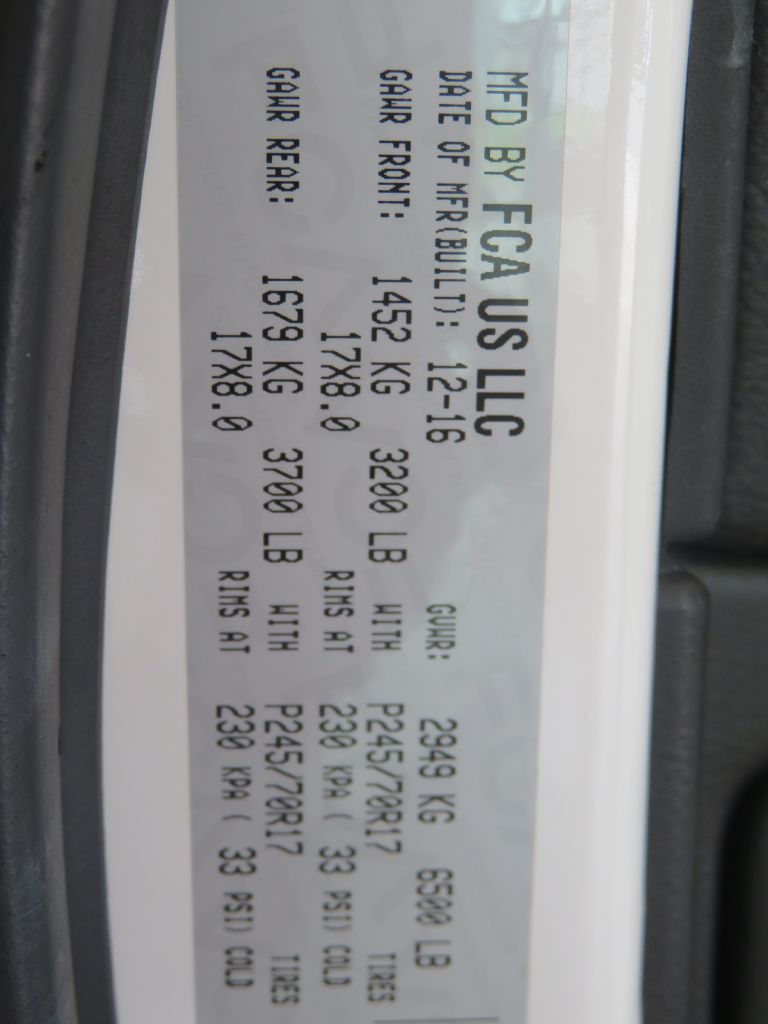 MFD BY FCA US LLC
DATE OF MFR(BUILT): 12-16 GVWR: 2949 KG 6500 LB
GAWR FRONT: 1452 KG 3200 LB WITH P245/70R17 TIRES
17X8.0 RIMS AT 230 KPA ( 33 PSI) COLD
GAWR REAR: 1679 KG 3700 LB WITH P245/70R17 TIRES
17X8.0 RIMS AT 230 KPA ( 33 PSI) COLD